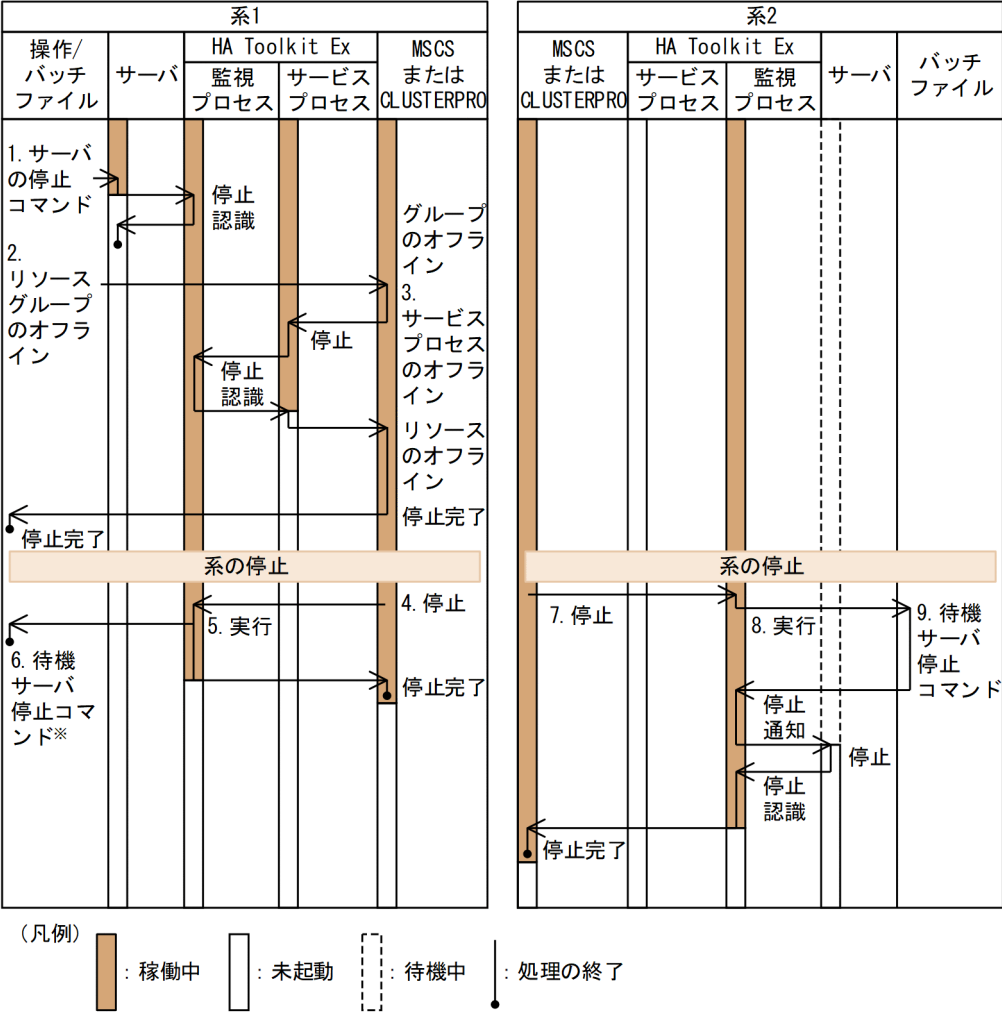 系1
操作/
バッチ
ファイル
サーバ
HA Toolkit Ex
監視
プロセス
サービス
プロセス
MSCS
または
CLUSTERPRO
1. サーバ
の停止
コマンド
停止
認識
2.
リソース
グループ
のオフラ
イン
グループ
のオフラ
イン
3.
サービス
プロセス
のオフラ
イン
停止
停止
認識
リソース
のオフラ
イン
停止完了
停止完了
系の停止
4. 停止
5. 実行
6. 待機
サーバ
停止コマ
ンド※
停止完了
系2
MSCS
または
CLUSTERPRO
HA Toolkit Ex
サービス
プロセス
監視
プロセス
サーバ
バッチ
ファイル
系の停止
7. 停止
8. 実行
9. 待機
サーバ
停止
コマンド
停止
通知
停止
停止
認識
停止完了
(凡例)
: 稼働中
: 未起動
: 待機中
: 処理の終了